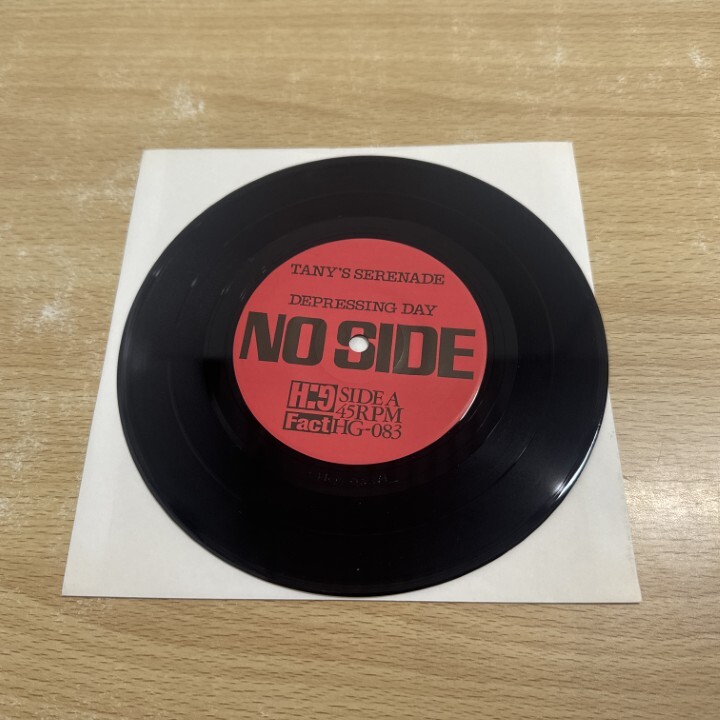 TANY'S SERENADE
DEPRESSING DAY
NO SIDE
H:G Fact
SIDE A
45RPM
HG-083